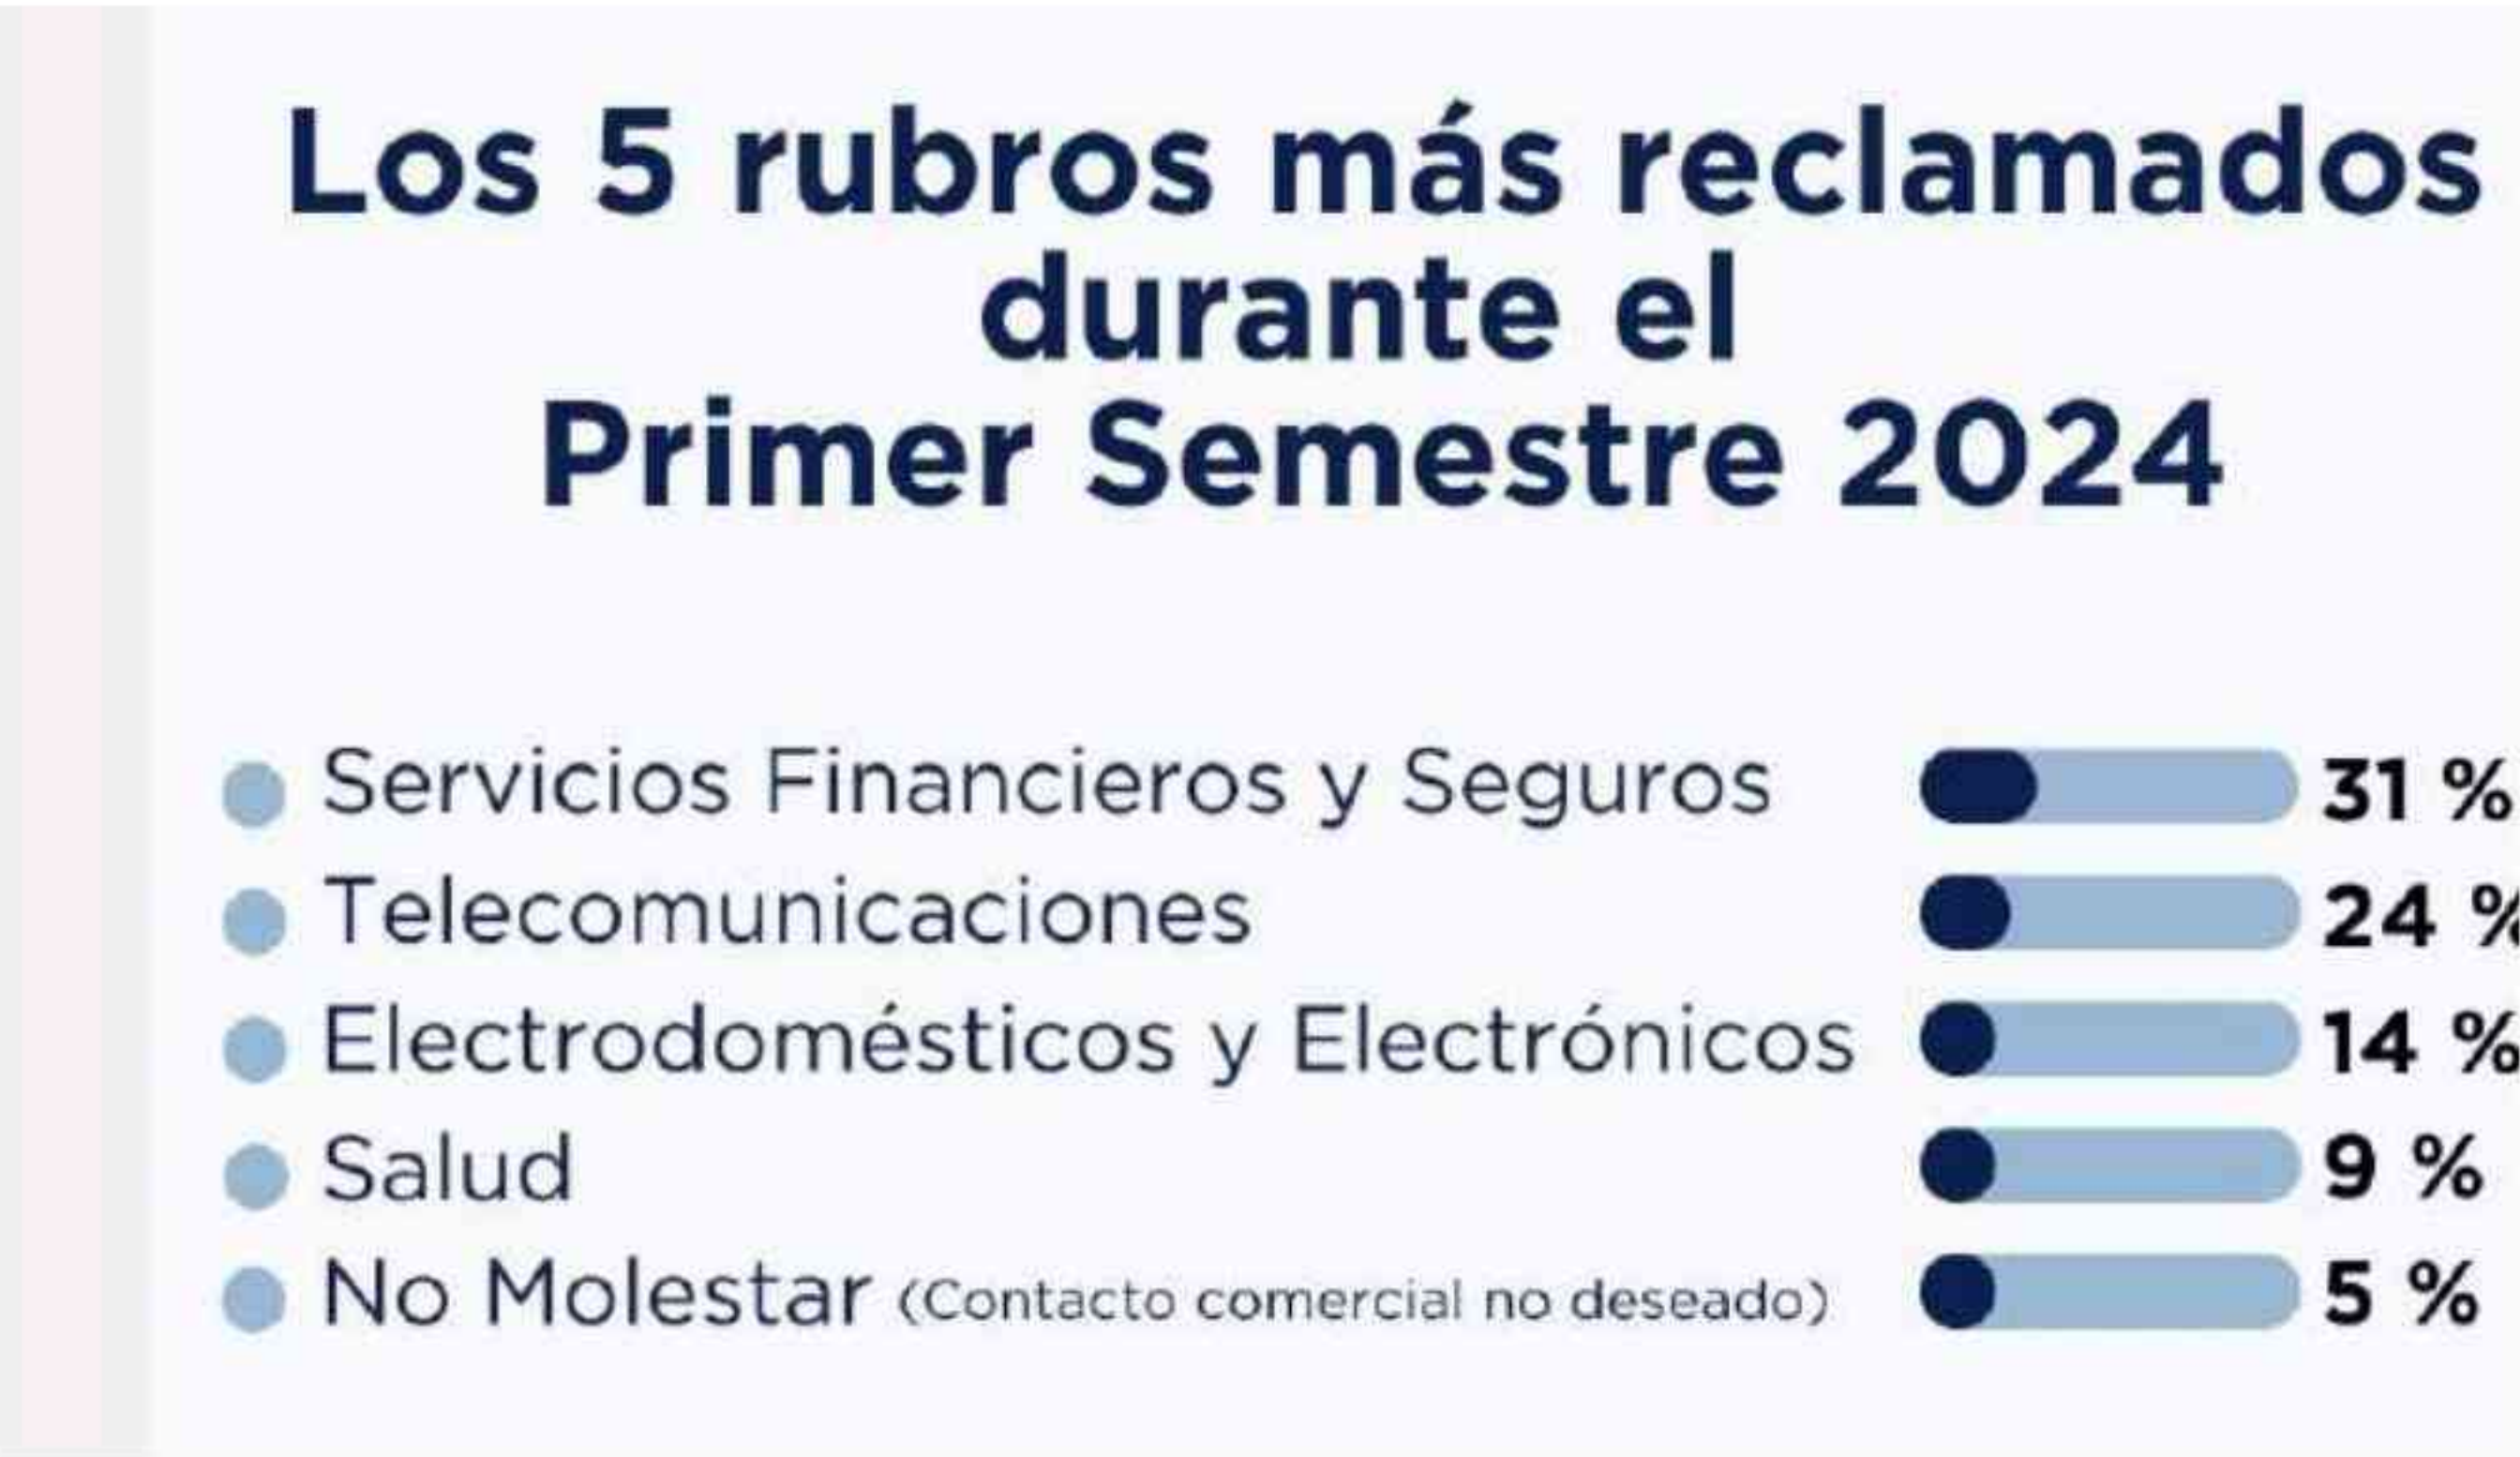 Los 5 rubros más reclamados
durante el
Primer Semestre 2024
Servicios Financieros y Seguros 31 %
Telecomunicaciones 24 %
Electrodomésticos y Electrónicos 14 %
Salud 9 %
No Molestar (Contacto comercial no deseado) 5 %